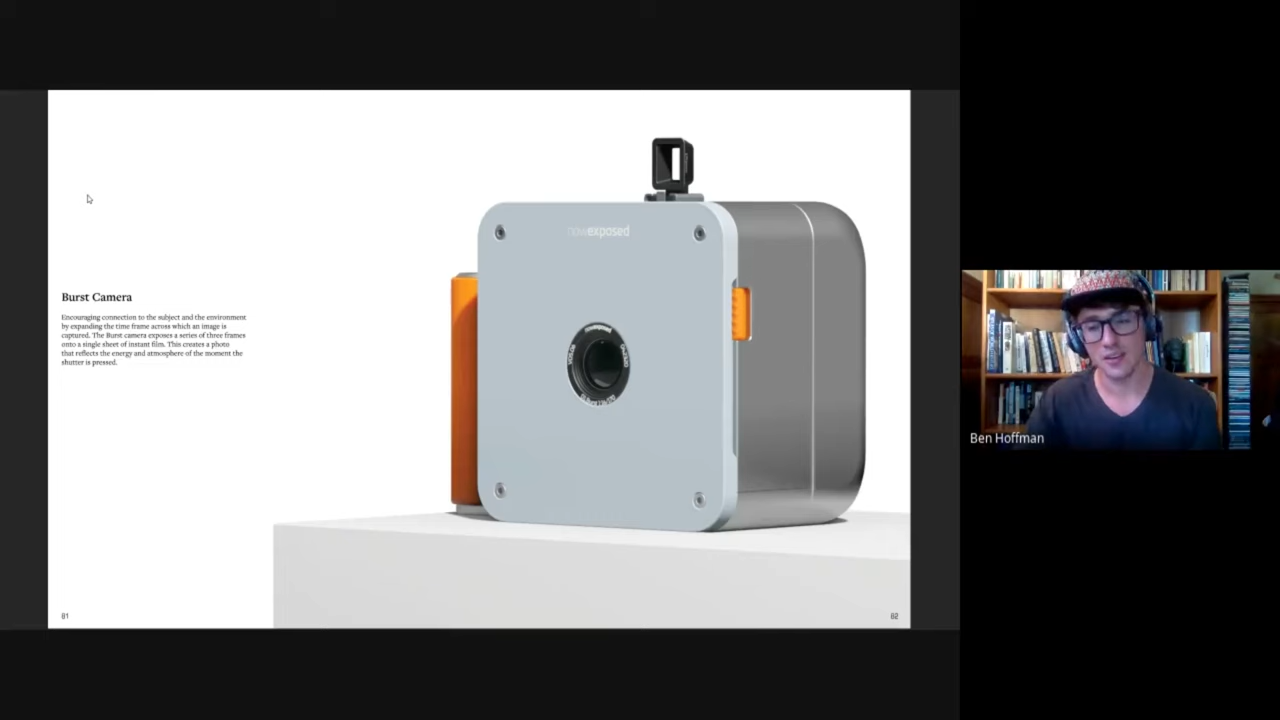 nowexposed
Burst Camera
Encouraging connection to the subject and the environment
by expanding the time frame across which an image is
captured. The Burst camera exposes a series of three frames
onto a single sheet of instant film. This creates a photo
that reflects the energy and atmosphere of the moment the
shutter is pressed.
nowexposed
81
82
Ben Hoffman